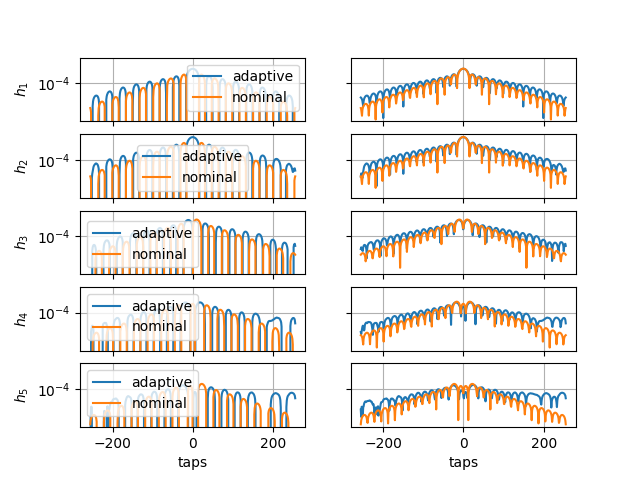 h₁ 10⁻⁴ adaptive
nominal
h₂ 10⁻⁴ adaptive
nominal
h₃ 10⁻⁴ adaptive
nominal
h₄ 10⁻⁴ adaptive
nominal
h₅ 10⁻⁴ adaptive
nominal
−200 0 200 −200 0 200
taps taps